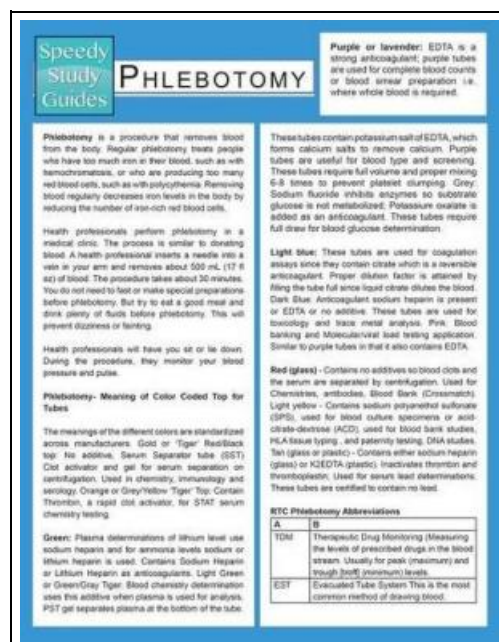 Speedy
Study
Guides
PHLEBOTOMY
Purple or lavender: EDTA is a
strong anticoagulant; purple tubes
are used for complete blood counts
or blood smear preparation i.e.
where whole blood is required.
Phlebotomy is a procedure that removes blood
from the body. Regular phlebotomy treats people
who have too much iron in their blood, such as with
hemochromatosis, or who are producing too many
red blood cells, such as with polycythemia. Removing
blood regularly decreases iron levels in the body by
reducing the number of iron-rich red blood cells.
Health professionals perform phlebotomy in a
medical clinic. The process is similar to donating
blood. A health professional inserts a needle into a
vein in your arm and removes about 500 mL (17 fl
oz) of blood. The procedure takes about 30 minutes.
You do not need to fast or make special preparations
before phlebotomy. But try to eat a good meal and
drink plenty of fluids before phlebotomy. This will
prevent dizziness or fainting.
Health professionals will have you sit or lie down.
During the procedure, they monitor your blood
pressure and pulse.
Phlebotomy- Meaning of Color Coded Top for
Tubes
The meanings of the different colors are standardized
across manufacturers. Gold or 'Tiger' Red/Black
top: No additive, Serum Separator tube (SST)
Clot activator and gel for serum separation on
centrifugation. Used in chemistry, immunology and
serology. Orange or Grey/Yellow 'Tiger' Top: Contain
Thrombin, a rapid clot activator, for STAT serum
chemistry testing.
Green: Plasma determinations of lithium level use
sodium heparin and for ammonia levels sodium or
lithium heparin is used. Contains Sodium Heparin
or Lithium Heparin as anticoagulants. Light Green
or Green/Gray Tiger: Blood chemistry determination
uses this additive when plasma is used for analysis.
PST gel separates plasma at the bottom of the tube.
These tubes contain potassium salt of EDTA, which
forms calcium salts to remove calcium. Purple
tubes are useful for blood type and screening.
These tubes require full volume and proper mixing
6-8 times to prevent platelet clumping. Grey:
Sodium fluoride inhibits enzymes so substrate
glucose is not metabolized; Potassium oxalate is
added as an anticoagulant. These tubes require
full draw for blood glucose determination.
Light blue: These tubes are used for coagulation
assays since they contain citrate which is a reversible
anticoagulant. Proper dilution factor is attained by
filling the tube full since liquid citrate dilutes the blood.
Dark Blue: Anticoagulant sodium heparin is present
or EDTA or no additive. These tubes are used for
toxicology and trace metal analysis. Pink: Blood
banking and Molecular/viral load testing application.
Similar to purple tubes in that it also contains EDTA.
Red (glass) - Contains no additives so blood clots and
the serum are separated by centrifugation. Used for
Chemistries, antibodies, Blood Bank (Crossmatch).
Light yellow - Contains sodium polyanethol sulfonate
(SPS), used for blood culture specimens or acid-
citrate-dextrose (ACD), used for blood bank studies,
HLA tissue typing , and paternity testing, DNA studies.
Tan (glass or plastic) - Contains either sodium heparin
(glass) or K2EDTA (plastic). Inactivates thrombin and
thromboplastin; Used for serum lead determinations.
These tubes are certified to contain no lead.
RTC Phlebotomy Abbreviations
A B
TDM Therapeutic Drug Monitoring (Measuring
the levels of prescribed drugs in the blood
stream. Usually for peak (maximum) and
trough [troff] (minimum) levels.
EST Evacuated Tube System This is the most
common method of drawing blood.